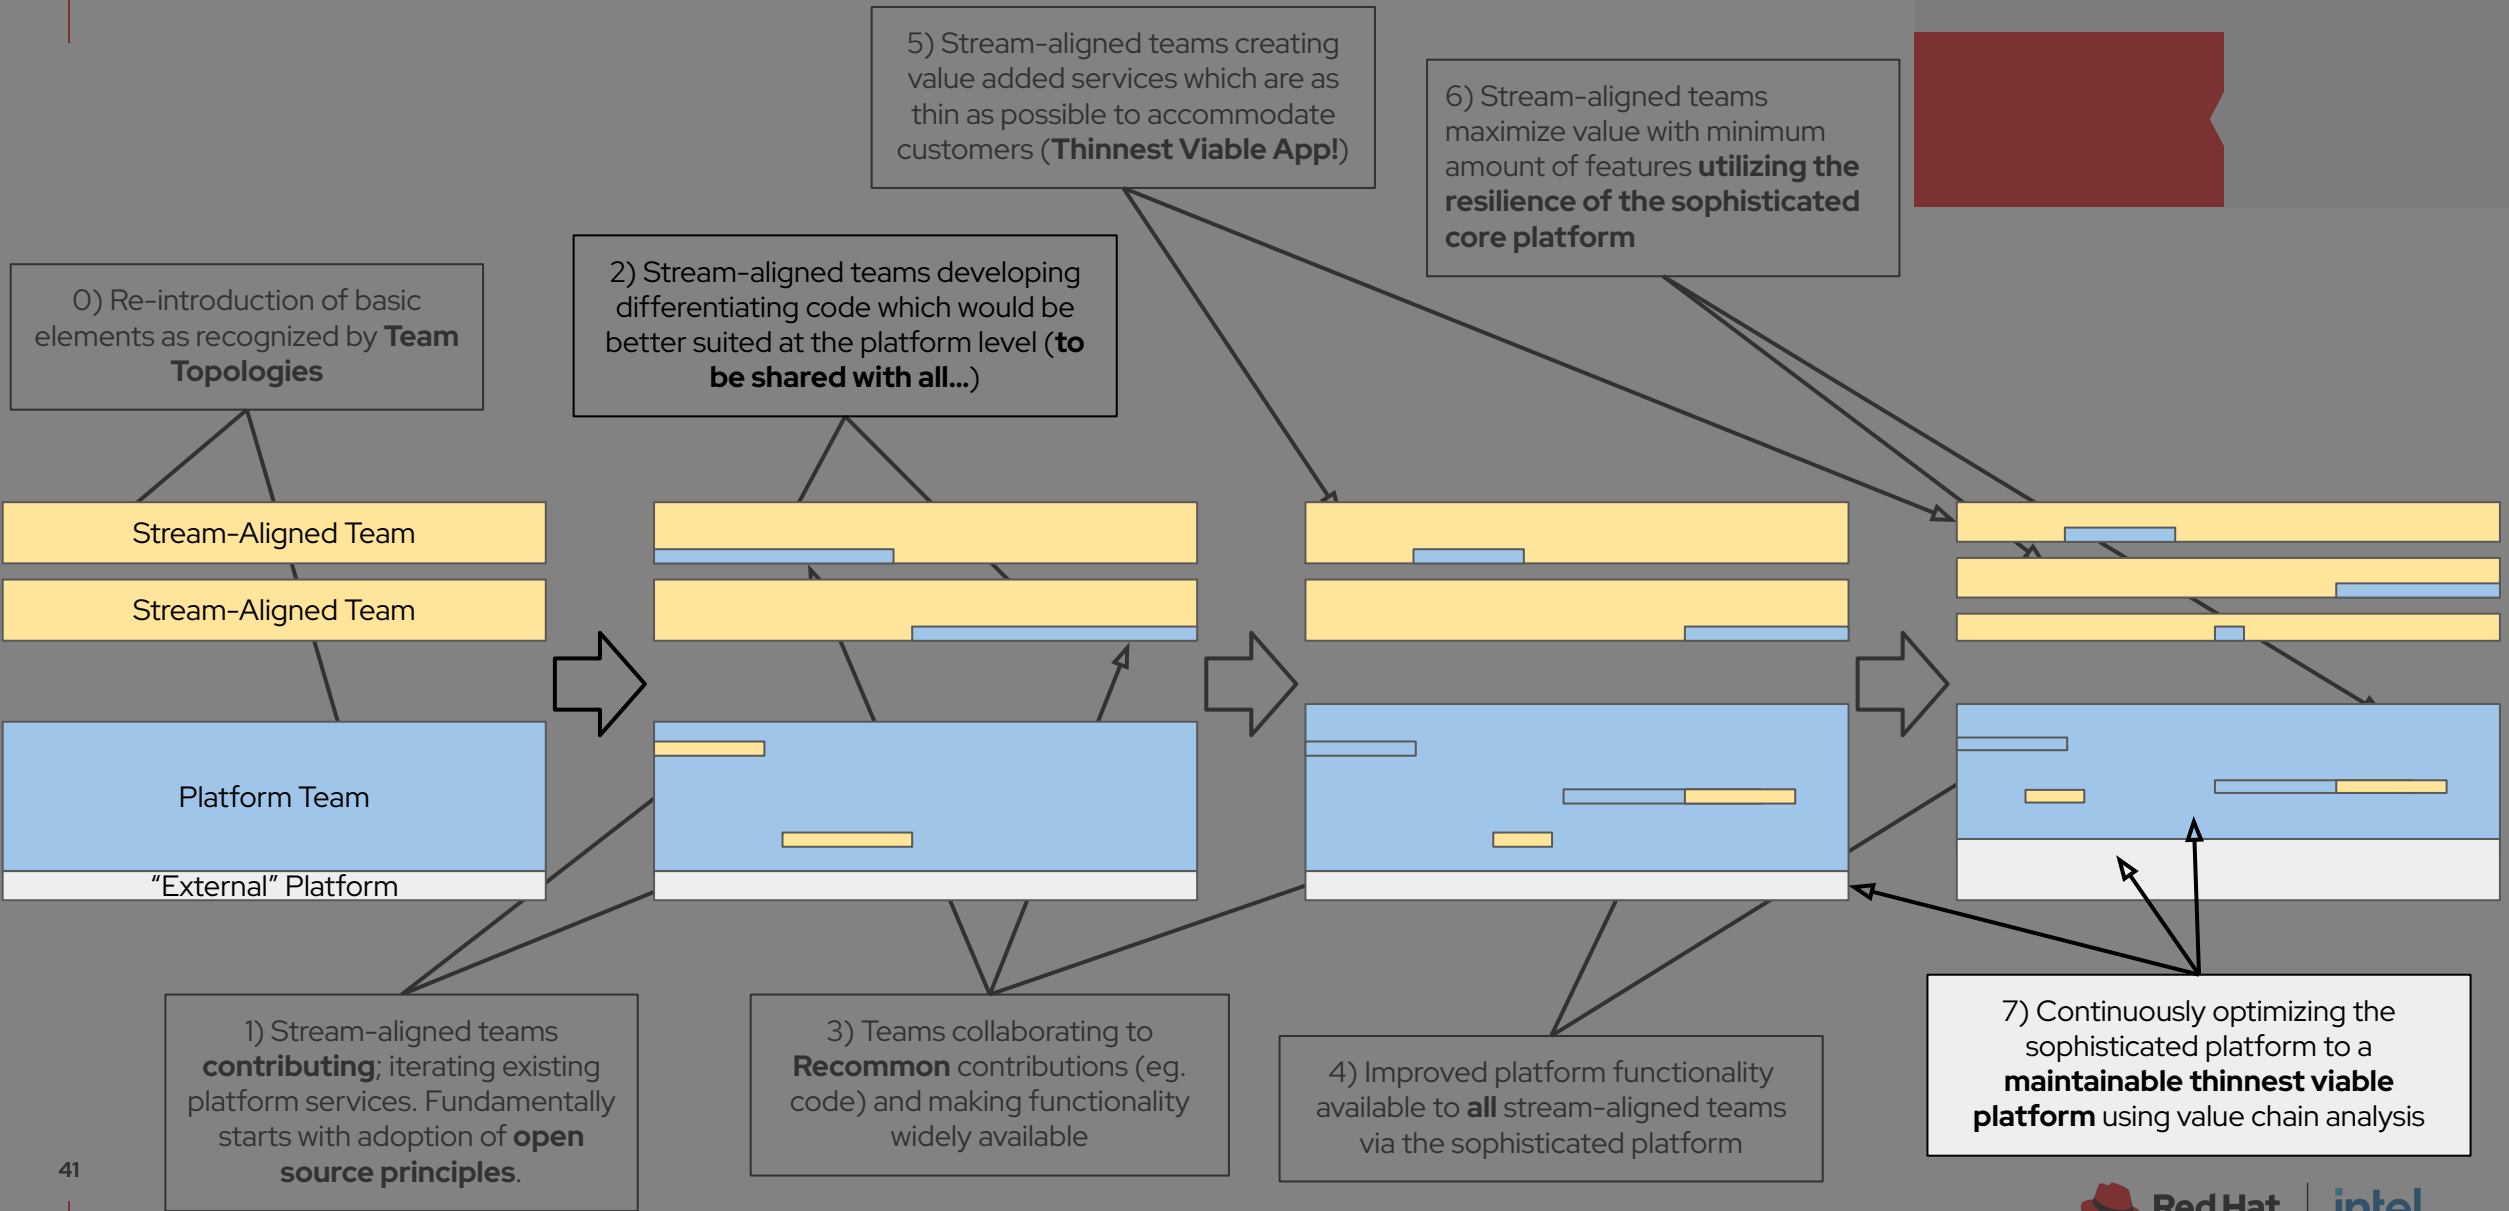 5) Stream-aligned teams creating
value added services which are as
thin as possible to accommodate
customers (Thinnest Viable App!)
6) Stream-aligned teams
maximize value with minimum
amount of features utilizing the
resilience of the sophisticated
core platform
0) Re-introduction of basic
elements as recognized by Team
Topologies
2) Stream-aligned teams developing
differentiating code which would be
better suited at the platform level (to
be shared with all...)
Stream-Aligned Team
Stream-Aligned Team
Platform Team
“External” Platform
1) Stream-aligned teams
contributing; iterating existing
platform services. Fundamentally
starts with adoption of open
source principles.
3) Teams collaborating to
Recommon contributions (eg.
code) and making functionality
widely available
4) Improved platform functionality
available to all stream-aligned teams
via the sophisticated platform
7) Continuously optimizing the
sophisticated platform to a
maintainable thinnest viable
platform using value chain analysis
41
Red Hat
intel